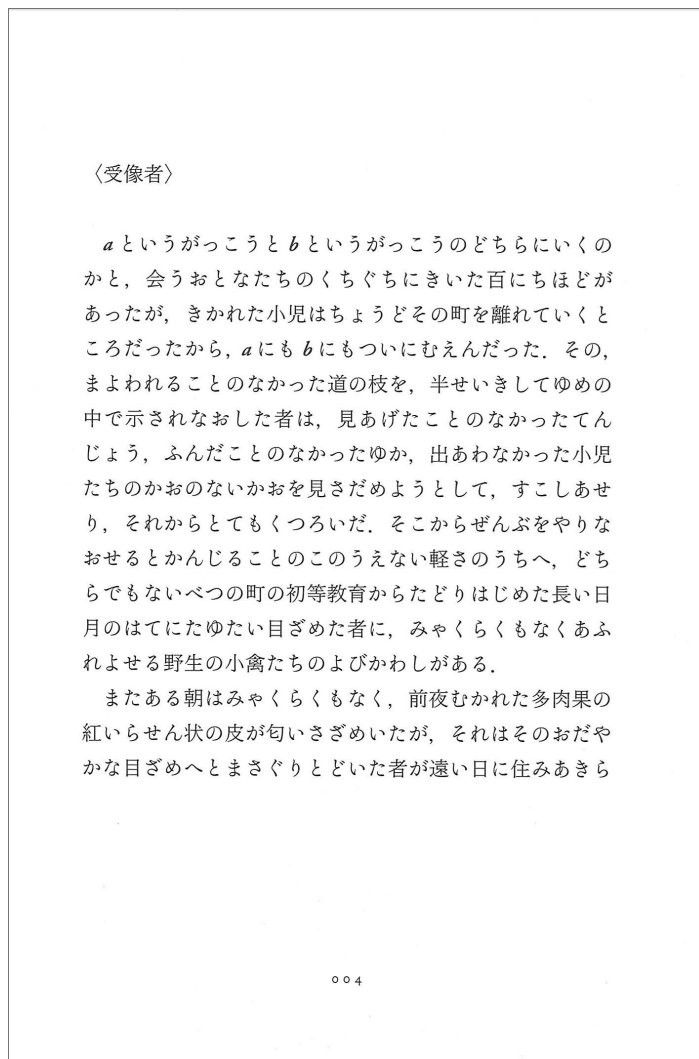 〈受像者〉
aというがっこうとbというがっこうのどちらにいくの
かと，会うおとなたちのくちぐちにきいた百にちほどが
あったが，きかれた小児はちょうどその町を離れていくと
ころだったから，aにもbにもついにむえんだった．その，
まよわれることのなかった道の枝を，半せいきしてゆめの
中で示されなおした者は，見あげたことのなかったてん
じょう，ふんだことのなかったゆか，出あわなかった小児
たちのかおのないかおを見さだめようとして，すこしあせ
り，それからとてもくつろいだ．そこからぜんぶをやりな
おせるとかんじることのこのうえない軽さのうちへ，どち
らでもないべつの町の初等教育からたどりはじめた長い日
月のはてにたゆたい目ざめた者に，みゃくらくもなくあふ
れよせる野生の小禽たちのよびかわしがある．
またある朝はみゃくらくもなく，前夜むかれた多肉果の
紅いらせん状の皮が匂いさざめいたが，それはそのおだや
かな目ざめへとまさぐりとどいた者が遠い日に住みあきら
004